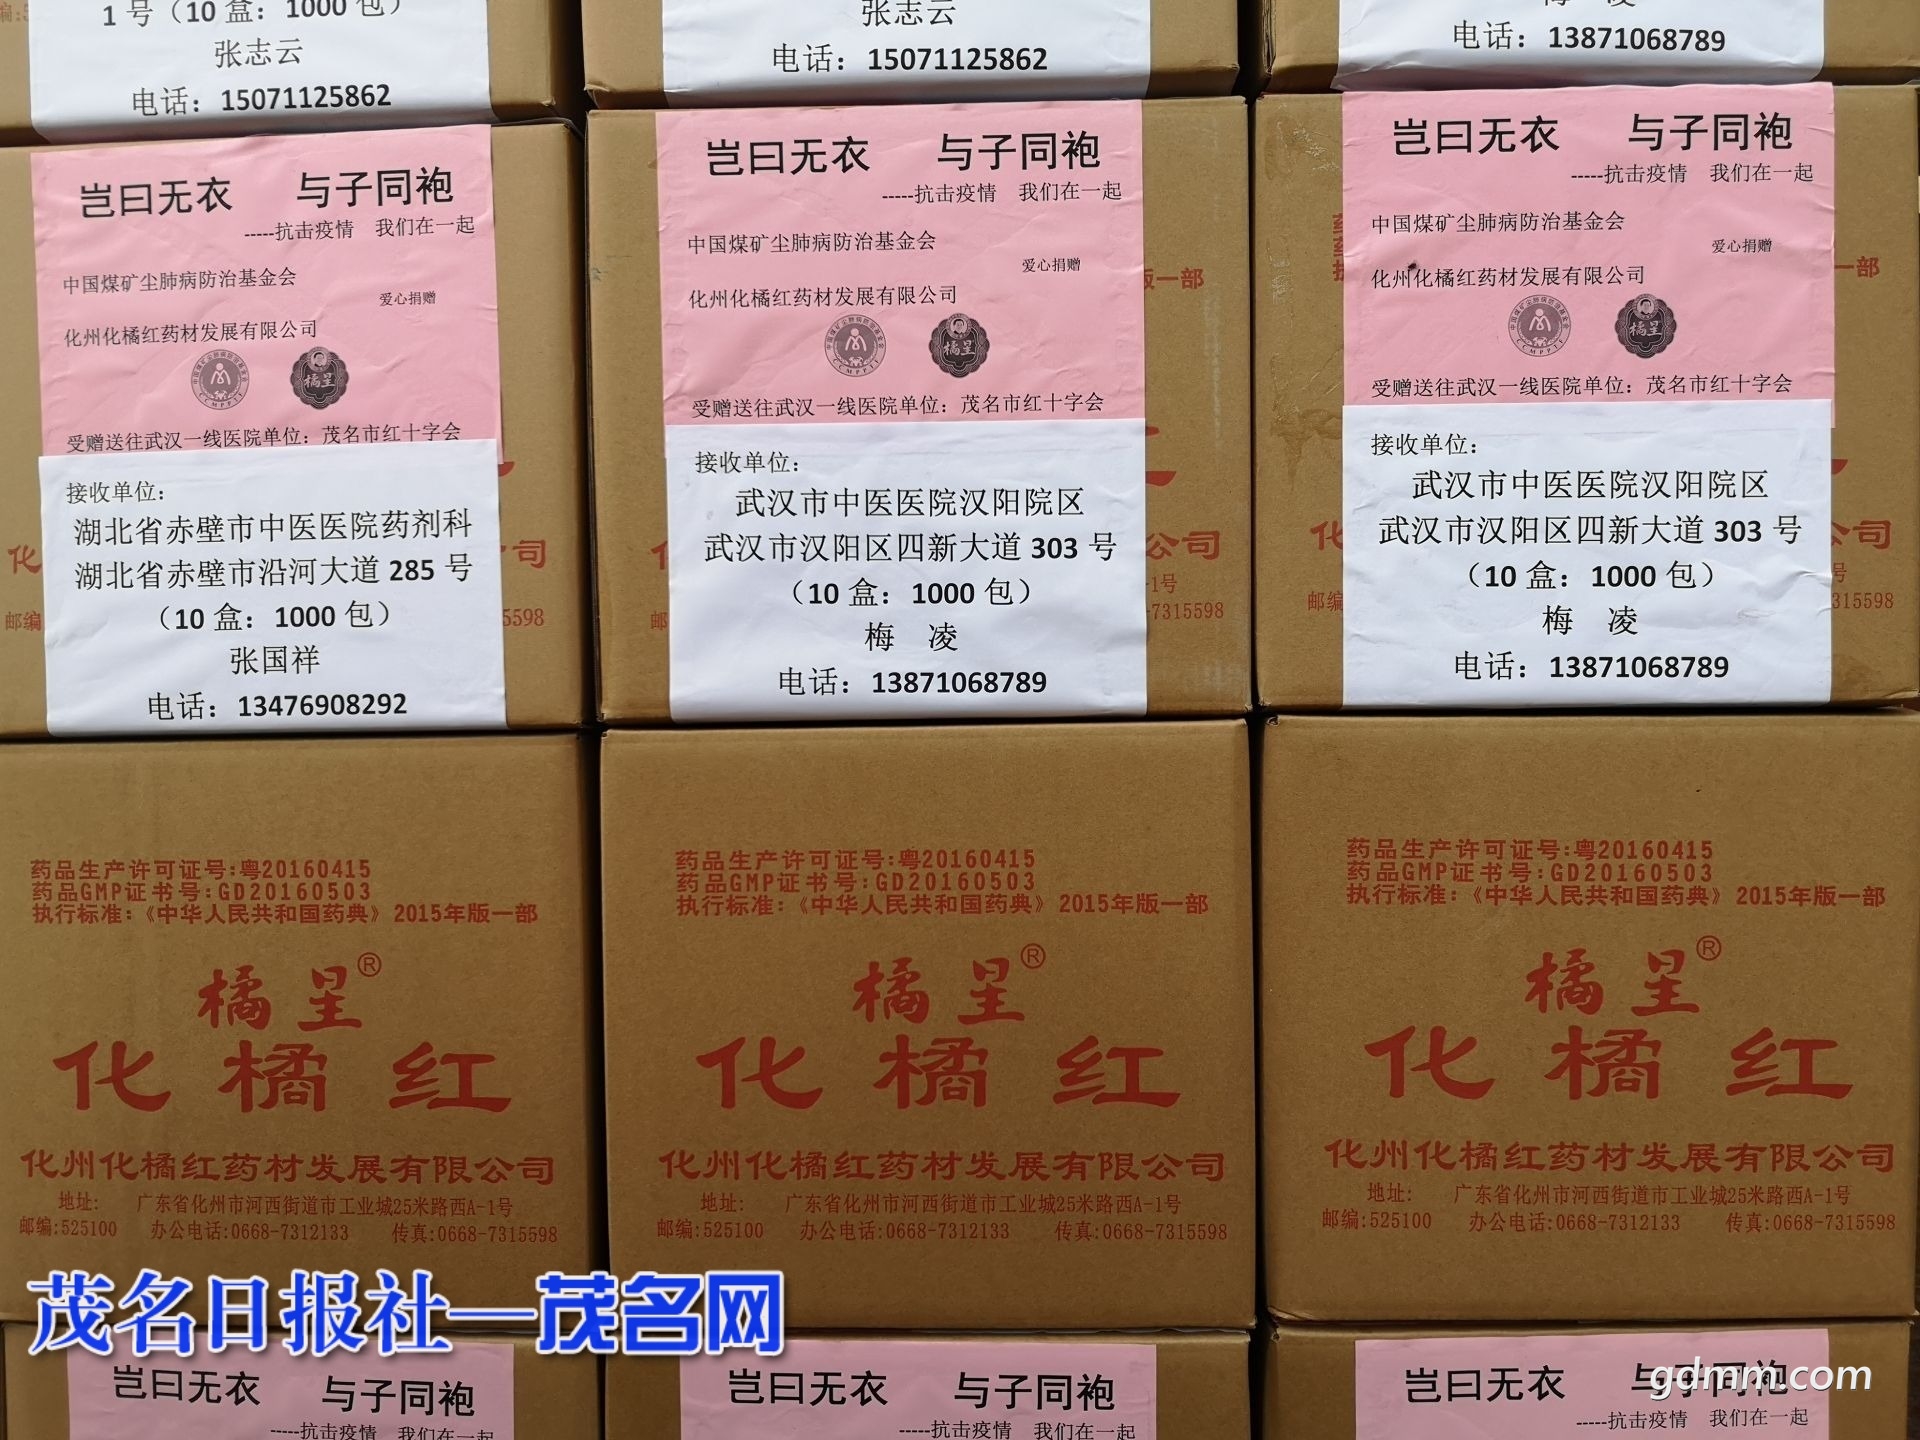 1号（10盒：1000包）
张志云
电话：15071125862
张志云
电话：15071125862
电话：13871068789
岂曰无衣 与子同袍
-----抗击疫情 我们在一起
中国煤矿尘肺病防治基金会
爱心捐赠
化州化橘红药材发展有限公司
橘星
受赠送往武汉一线医院单位：茂名市红十字会
接收单位：
湖北省赤壁市中医医院药剂科
湖北省赤壁市沿河大道 285 号
（10 盒：1000 包）
张国祥
电话：13476908292
岂曰无衣 与子同袍
-----抗击疫情 我们在一起
中国煤矿尘肺病防治基金会
爱心捐赠
化州化橘红药材发展有限公司
橘星
受赠送往武汉一线医院单位：茂名市红十字会
接收单位：
武汉市中医医院汉阳院区
武汉市汉阳区四新大道 303 号
（10 盒：1000 包）
梅 凌
电话：13871068789
岂曰无衣 与子同袍
-----抗击疫情 我们在一起
中国煤矿尘肺病防治基金会
爱心捐赠
化州化橘红药材发展有限公司
橘星
受赠送往武汉一线医院单位：茂名市红十字会
接收单位：
武汉市中医医院汉阳院区
武汉市汉阳区四新大道 303 号
（10 盒：1000 包）
梅 凌
电话：13871068789
药品生产许可证号:粤20160415
药品GMP证书号:GD20160503
执行标准:《中华人民共和国药典》2015年版一部
橘星®
化橘红
化州化橘红药材发展有限公司
地址: 广东省化州市河西街道市工业城25米路西A-1号
邮编:525100 办公电话:0668-7312133 传真:0668-7315598
药品生产许可证号:粤20160415
药品GMP证书号:GD20160503
执行标准:《中华人民共和国药典》2015年版一部
橘星®
化橘红
化州化橘红药材发展有限公司
地址: 广东省化州市河西街道市工业城25米路西A-1号
邮编:525100 办公电话:0668-7312133 传真:0668-7315598
药品生产许可证号:粤20160415
药品GMP证书号:GD20160503
执行标准:《中华人民共和国药典》2015年版一部
橘星®
化橘红
化州化橘红药材发展有限公司
地址: 广东省化州市河西街道市工业城25米路西A-1号
邮编:525100 办公电话:0668-7312133 传真:0668-7315598
茂名日报社—茂名网
岂曰无衣 与子同袍
-----抗击疫情 我们在一起
岂曰无衣 与子同袍
-----抗击疫情 我们在一起
岂曰无衣 与子同袍
-----抗击疫情 我们在一起
gdmm.com